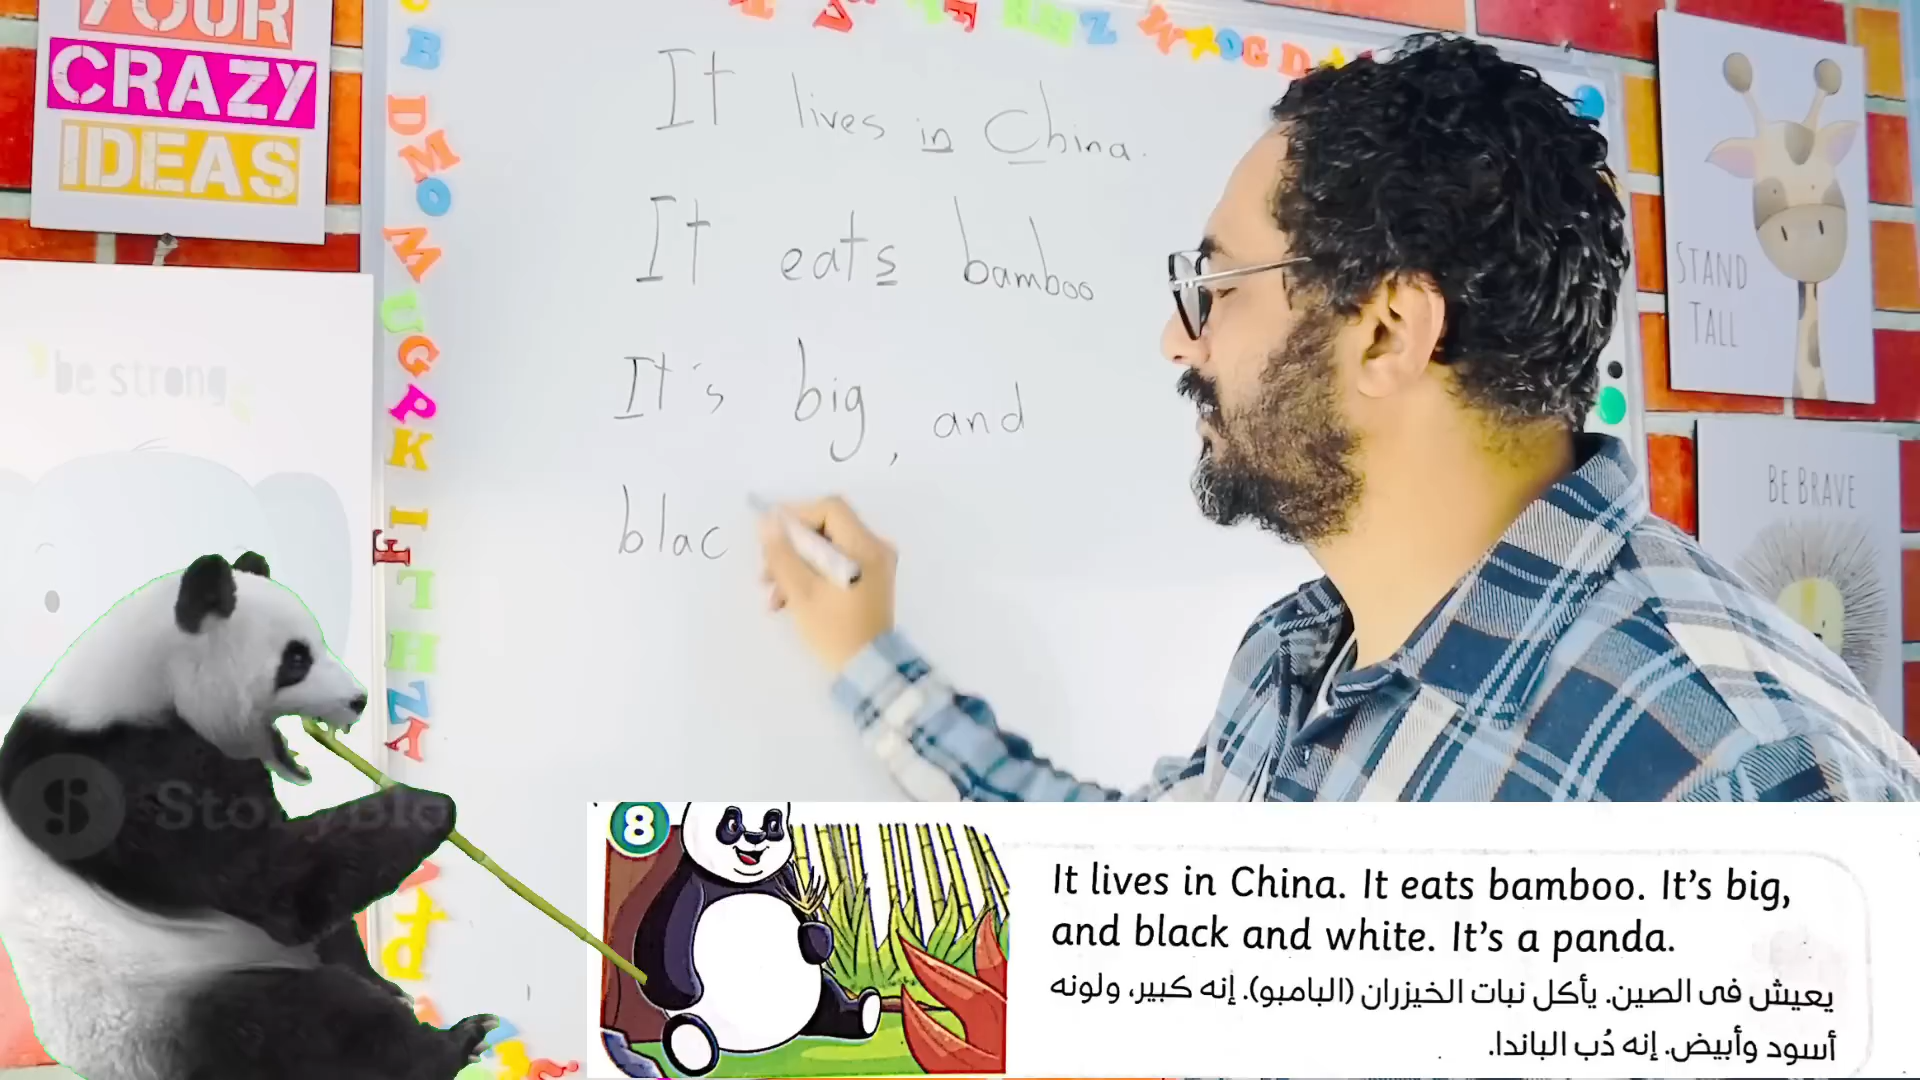 YOUR
CRAZY
IDEAS
be strong
It lives in China.
It eats bamboo
It's big, and
blac
STAND
TALL
BE BRAVE
8
It lives in China. It eats bamboo. It's big,
and black and white. It's a panda.
يعيش فى الصين. يأكل نبات الخيزران (البامبو). إنه كبير، ولونه
أسود وأبيض. إنه دُب الباندا.